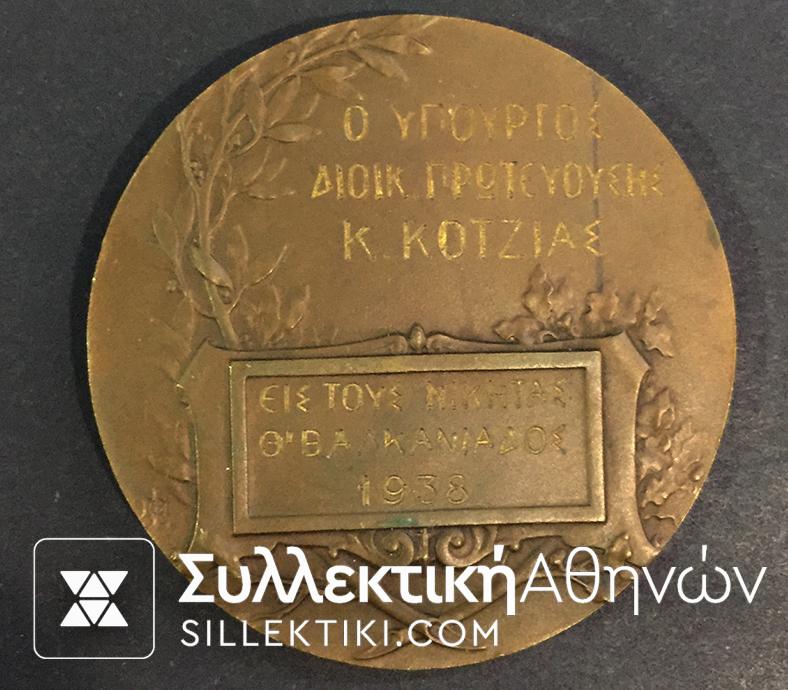 Ο ΥΠΟΥΡΓΟΣ
ΔΙΟΙΚ. ΠΡΩΤΕΥΟΥΣΗΣ
Κ. ΚΟΤΖΙΑΣ
ΕΙΣ ΤΟΥΣ ΝΙΚΗΤΑΣ
Θ' ΒΑΛΚΑΝΙΑΔΟΣ
1938
ΣυλλεκτικήΑθηνών
SILLEKTIKI.COM